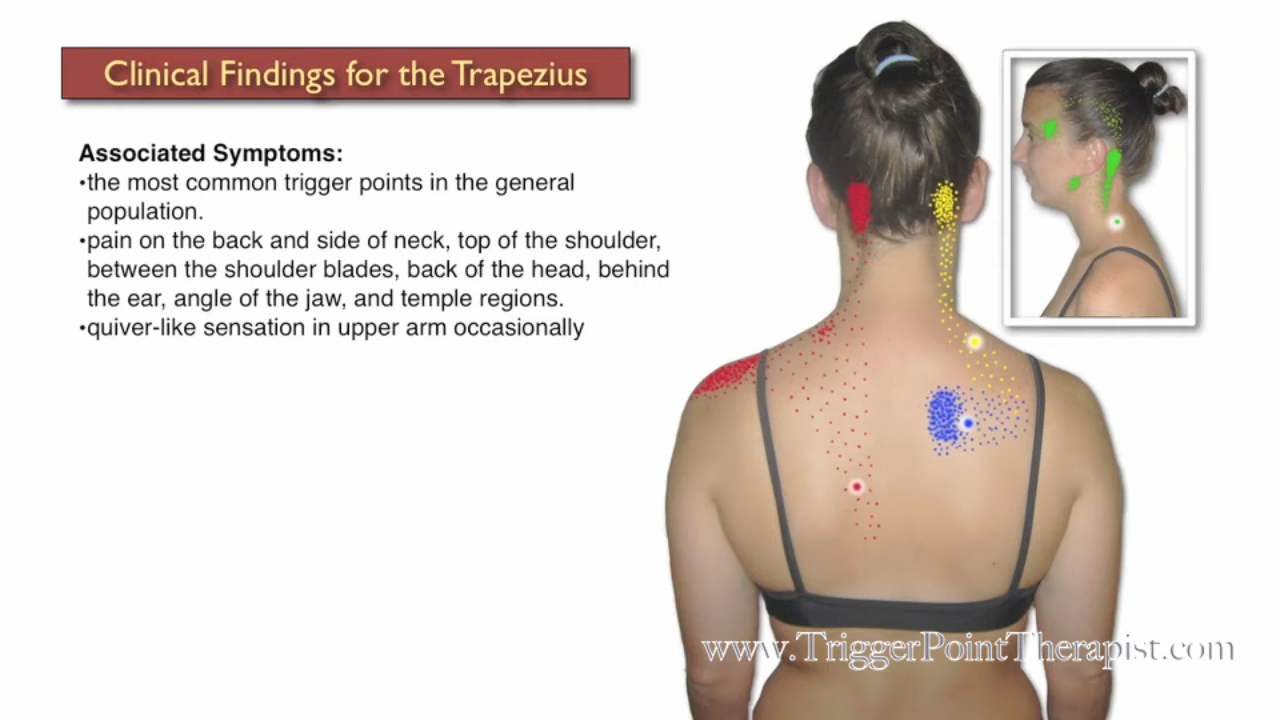 Clinical Findings for the Trapezius
Associated Symptoms:
•the most common trigger points in the general
population.
•pain on the back and side of neck, top of the shoulder,
between the shoulder blades, back of the head, behind
the ear, angle of the jaw, and temple regions.
•quiver-like sensation in upper arm occasionally
www.TriggerPointTherapist.com